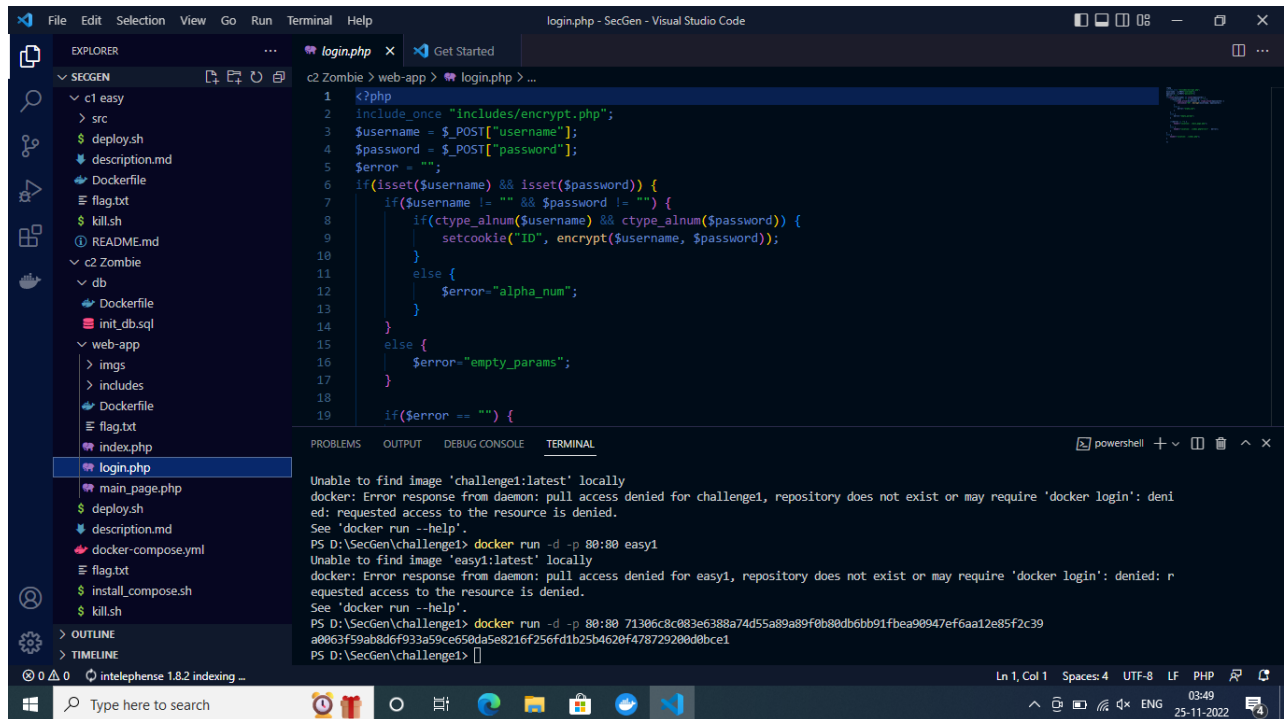 File Edit Selection View Go Run Terminal Help
login.php - SecGen - Visual Studio Code
EXPLORER
SECGEN
c1 easy
src
deploy.sh
description.md
Dockerfile
flag.txt
kill.sh
README.md
c2 Zombie
db
Dockerfile
init_db.sql
web-app
imgs
includes
Dockerfile
flag.txt
index.php
login.php
main_page.php
deploy.sh
description.md
docker-compose.yml
flag.txt
install_compose.sh
kill.sh
OUTLINE
TIMELINE
login.php
Get Started
c2 Zombie > web-app > login.php > ...
1 <?php
2 include_once "includes/encrypt.php";
3 $username = $_POST["username"];
4 $password = $_POST["password"];
5 $error = "";
6 if(isset($username) && isset($password)) {
7 if($username != "" && $password != "") {
8 if(ctype_alnum($username) && ctype_alnum($password)) {
9 setcookie("ID", encrypt($username, $password));
10 }
11 else {
12 $error="alpha_num";
13 }
14 }
15 else {
16 $error="empty_params";
17 }
18
19 if($error == "") {
PROBLEMS OUTPUT DEBUG CONSOLE TERMINAL
powershell
Unable to find image 'challenge1:latest' locally
docker: Error response from daemon: pull access denied for challenge1, repository does not exist or may require 'docker login': deni
ed: requested access to the resource is denied.
See 'docker run --help'.
PS D:\SecGen\challenge1> docker run -d -p 80:80 easy1
Unable to find image 'easy1:latest' locally
docker: Error response from daemon: pull access denied for easy1, repository does not exist or may require 'docker login': denied: r
equested access to the resource is denied.
See 'docker run --help'.
PS D:\SecGen\challenge1> docker run -d -p 80:80 71306c8c083e6388a74d55a89a89f0b80db6bb91fbea90947ef6aa12e85f2c39
a0063f59ab8d6f933a59ce650da5e8216f256fd1b25b4620f478729200d0bce1
PS D:\SecGen\challenge1>
0 0 intelephense 1.8.2 indexing ...
Ln 1, Col 1 Spaces: 4 UTF-8 LF PHP
Type here to search
ENG
03:49
25-11-2022
4